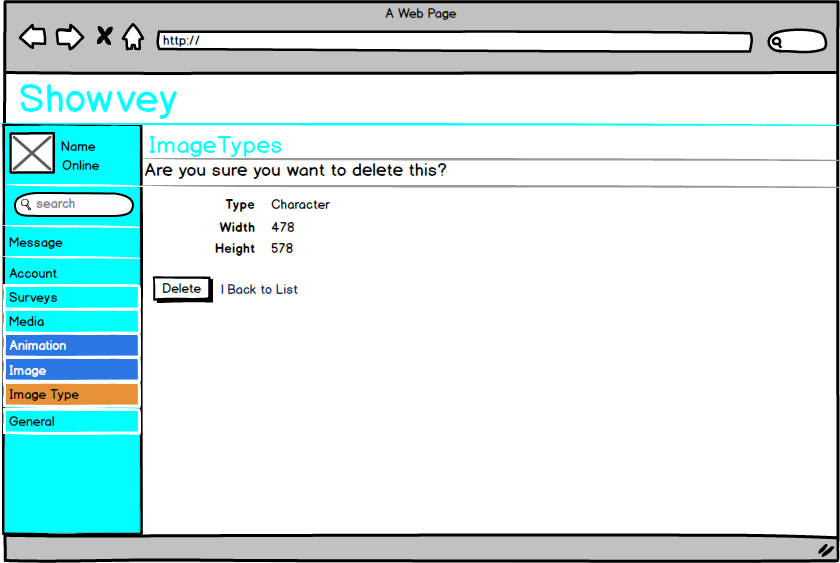 A Web Page
http://
Showvey
Name
Online
search
Message
Account
Surveys
Media
Animation
Image
Image Type
General
ImageTypes
Are you sure you want to delete this?
Type Character
Width 478
Height 578
Delete | Back to List